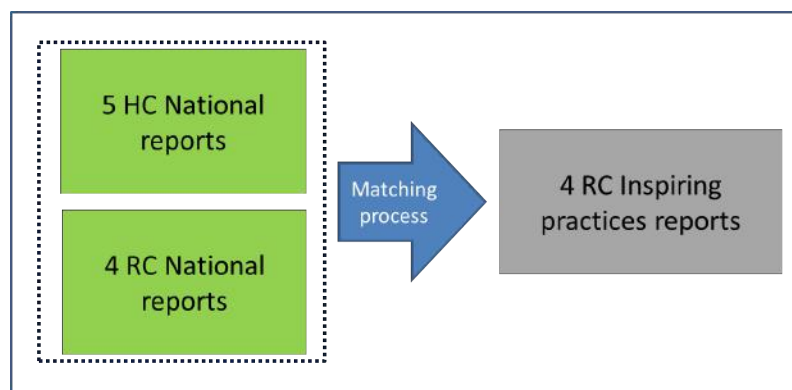 5 HC National
reports
4 RC National
reports
Matching
process
4 RC Inspiring
practices reports